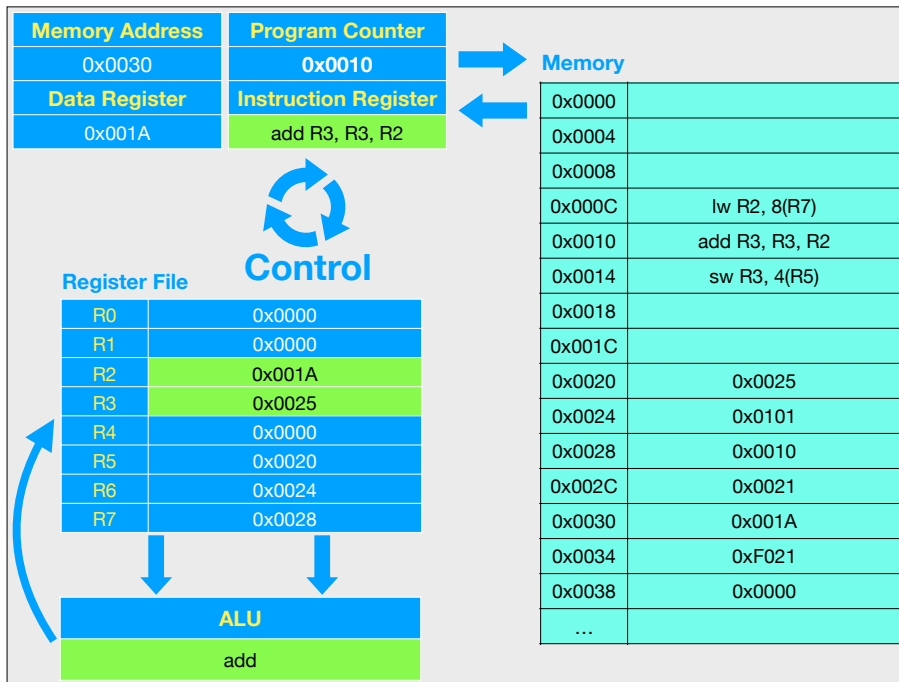 Memory Address Program Counter
0x0030 0x0010
Data Register Instruction Register
0x001A add R3, R3, R2
Control
Register File
R0 0x0000
R1 0x0000
R2 0x001A
R3 0x0025
R4 0x0000
R5 0x0020
R6 0x0024
R7 0x0028
ALU
add
Memory
0x0000
0x0004
0x0008
0x000C lw R2, 8(R7)
0x0010 add R3, R3, R2
0x0014 sw R3, 4(R5)
0x0018
0x001C
0x0020 0x0025
0x0024 0x0101
0x0028 0x0010
0x002C 0x0021
0x0030 0x001A
0x0034 0xF021
0x0038 0x0000
…